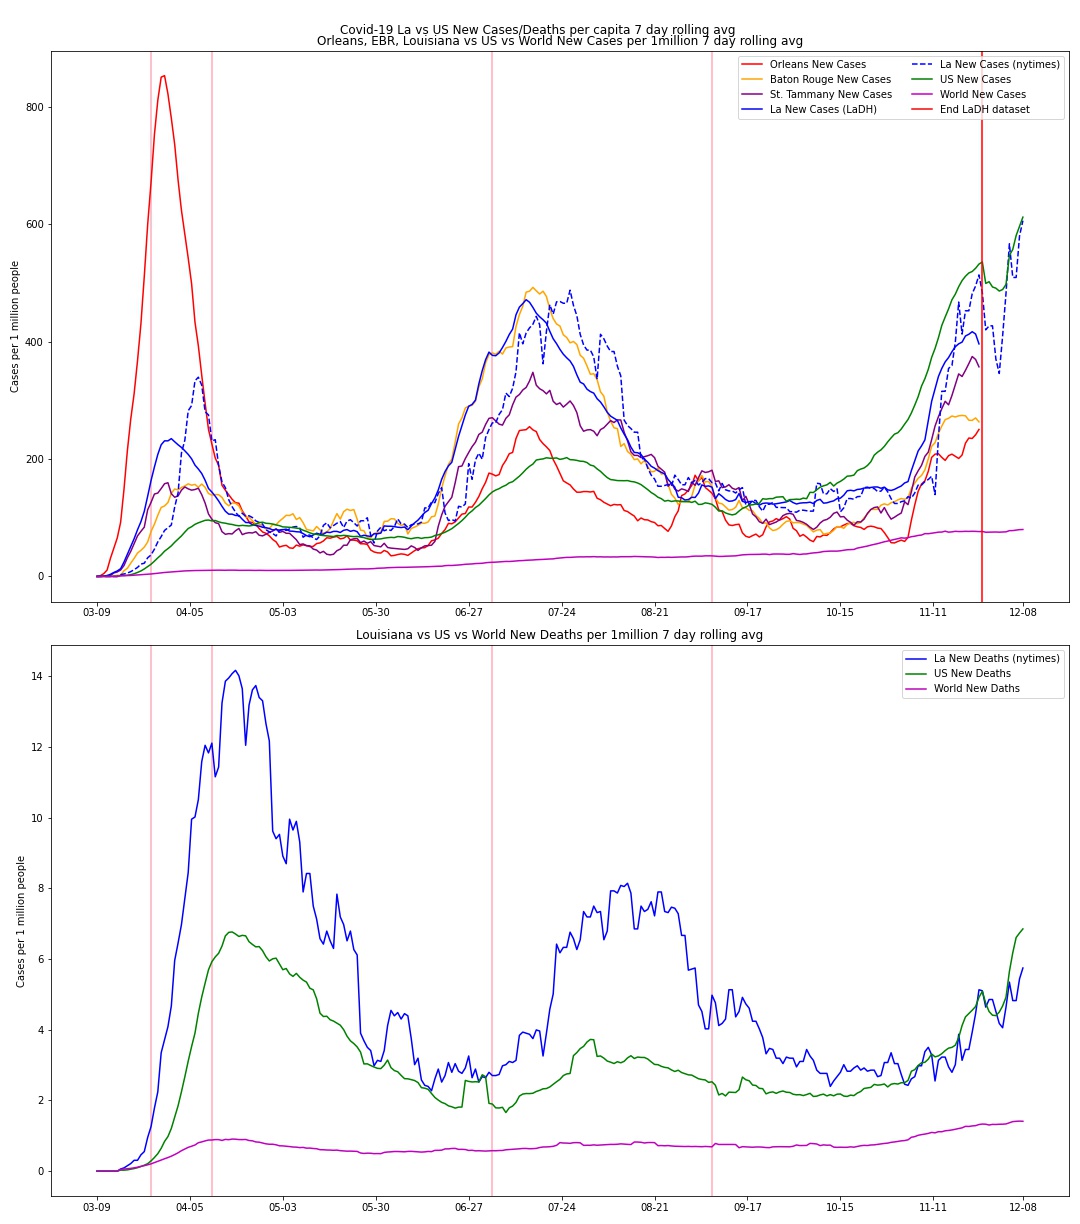 Covid-19 La vs US New Cases/Deaths per capita 7 day rolling avg
Orleans, EBR, Louisiana vs US vs World New Cases per 1million 7 day rolling avg
Orleans New Cases
Baton Rouge New Cases
St. Tammany New Cases
La New Cases (LaDH)
La New Cases (nytimes)
US New Cases
World New Cases
End LaDH dataset
Cases per 1 million people
800
600
400
200
0
03-09 04-05 05-03 05-30 06-27 07-24 08-21 09-17 10-15 11-11 12-08
Louisiana vs US vs World New Deaths per 1million 7 day rolling avg
La New Deaths (nytimes)
US New Deaths
World New Daths
Cases per 1 million people
14
12
10
8
6
4
2
0
03-09 04-05 05-03 05-30 06-27 07-24 08-21 09-17 10-15 11-11 12-08